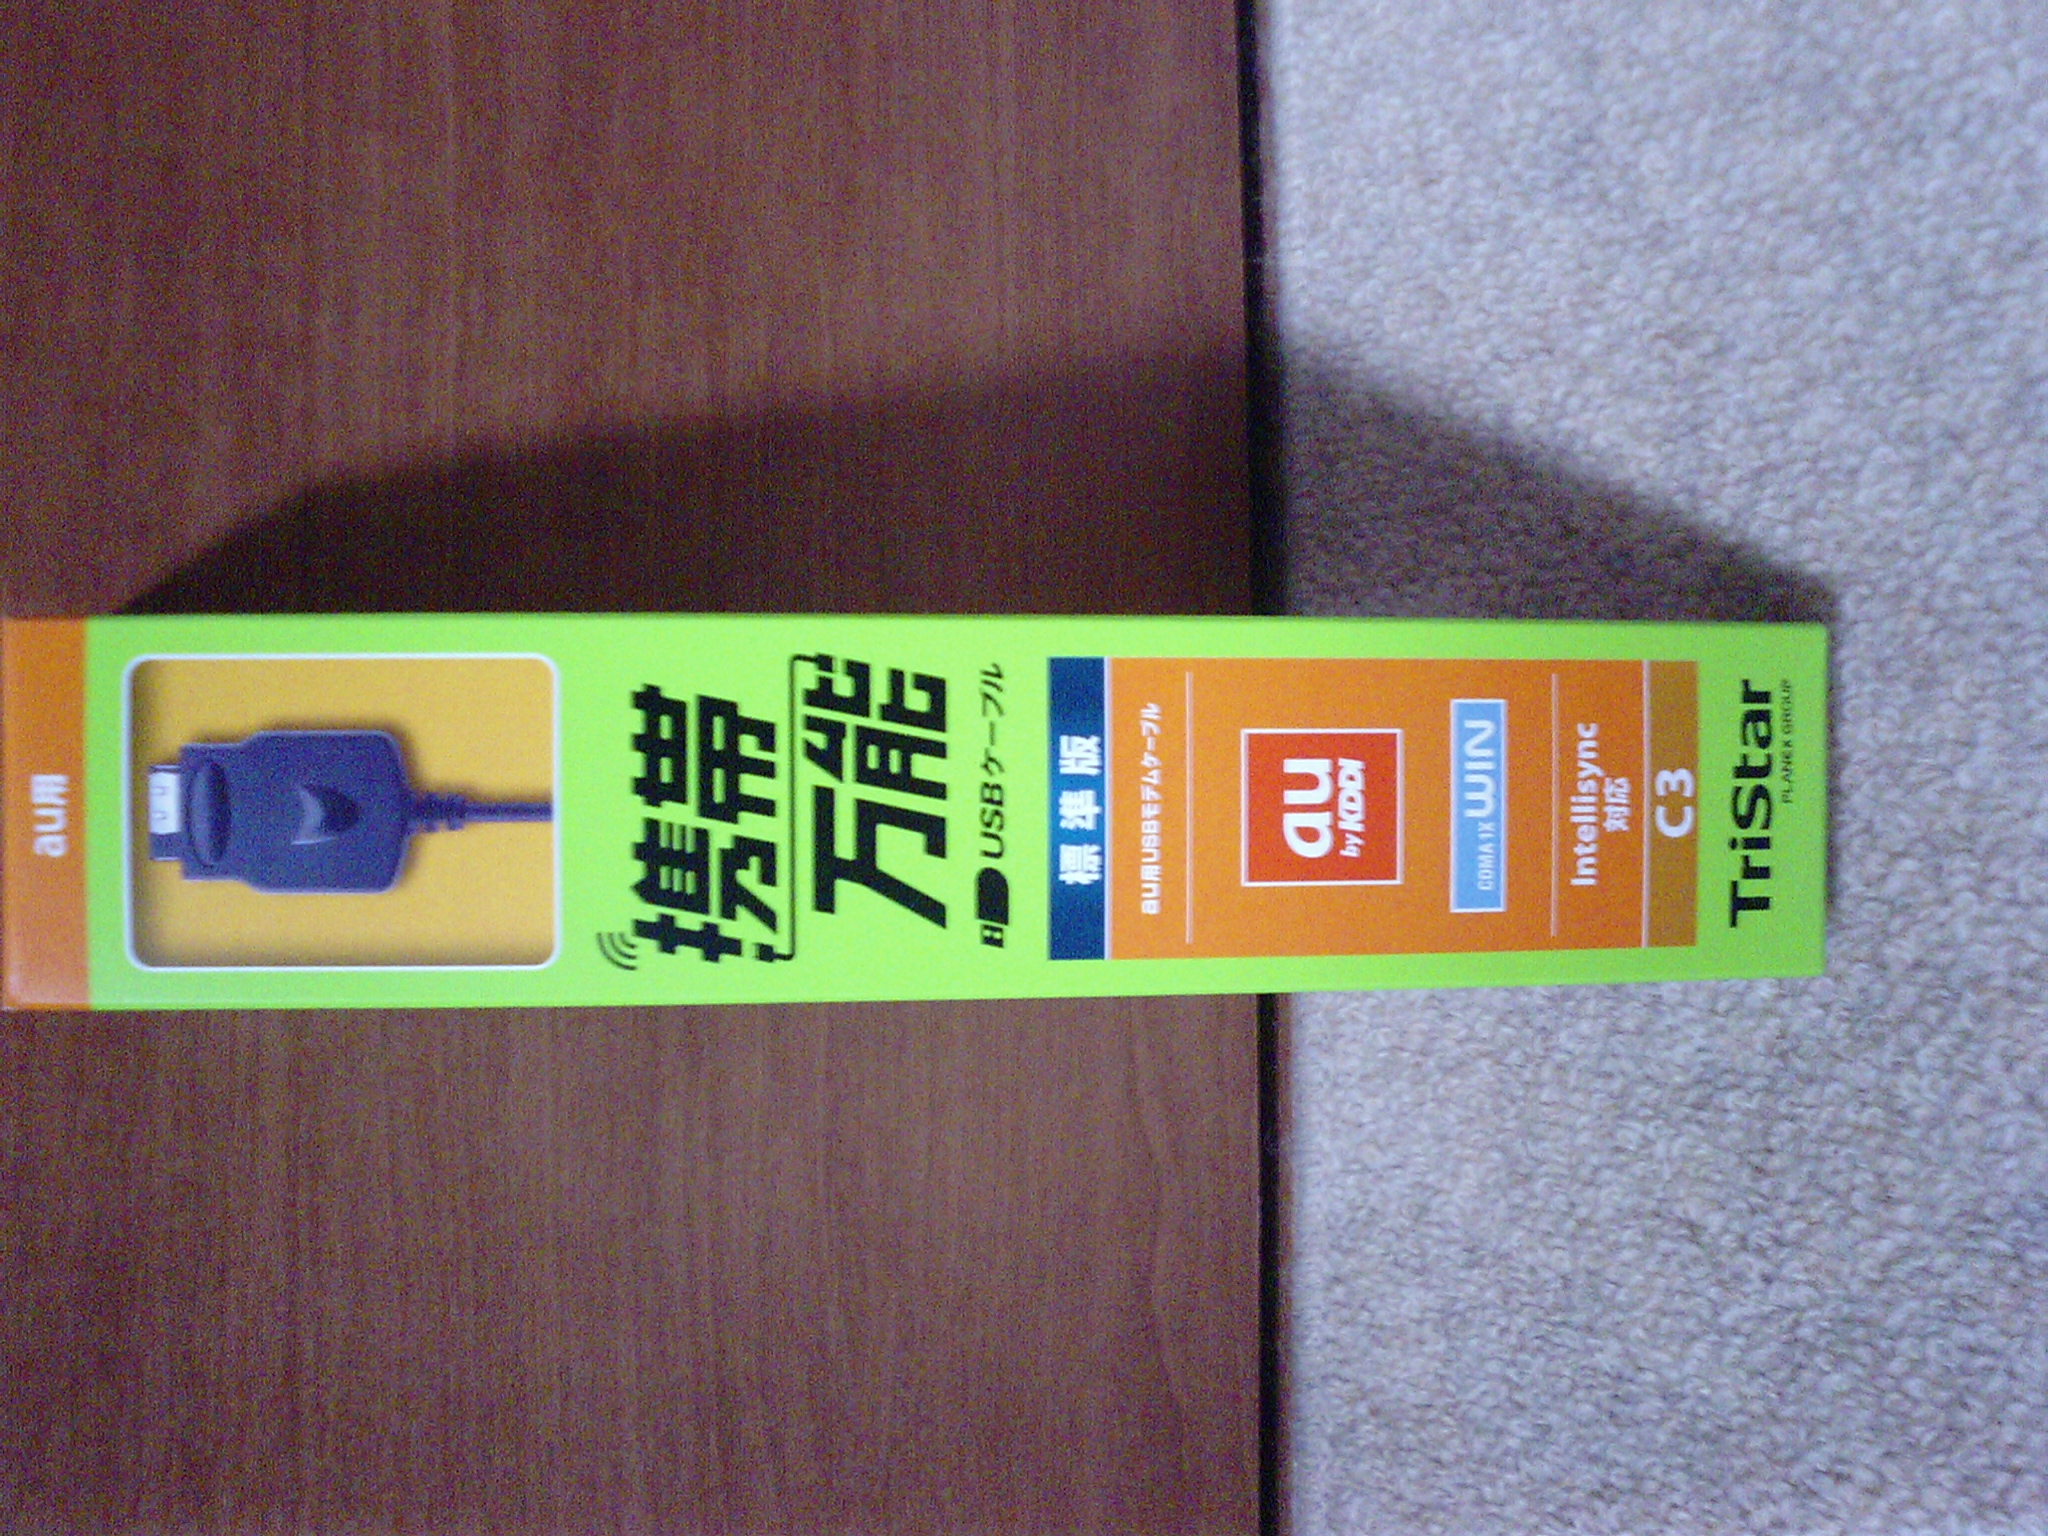 au用
携帯
万能
USBケーブル
標準版
au用USBモデムケーブル
au
by KDDI
CDMA 1X WIN
Intellisync
対応
C3
TriStar
PLANEX GROUP